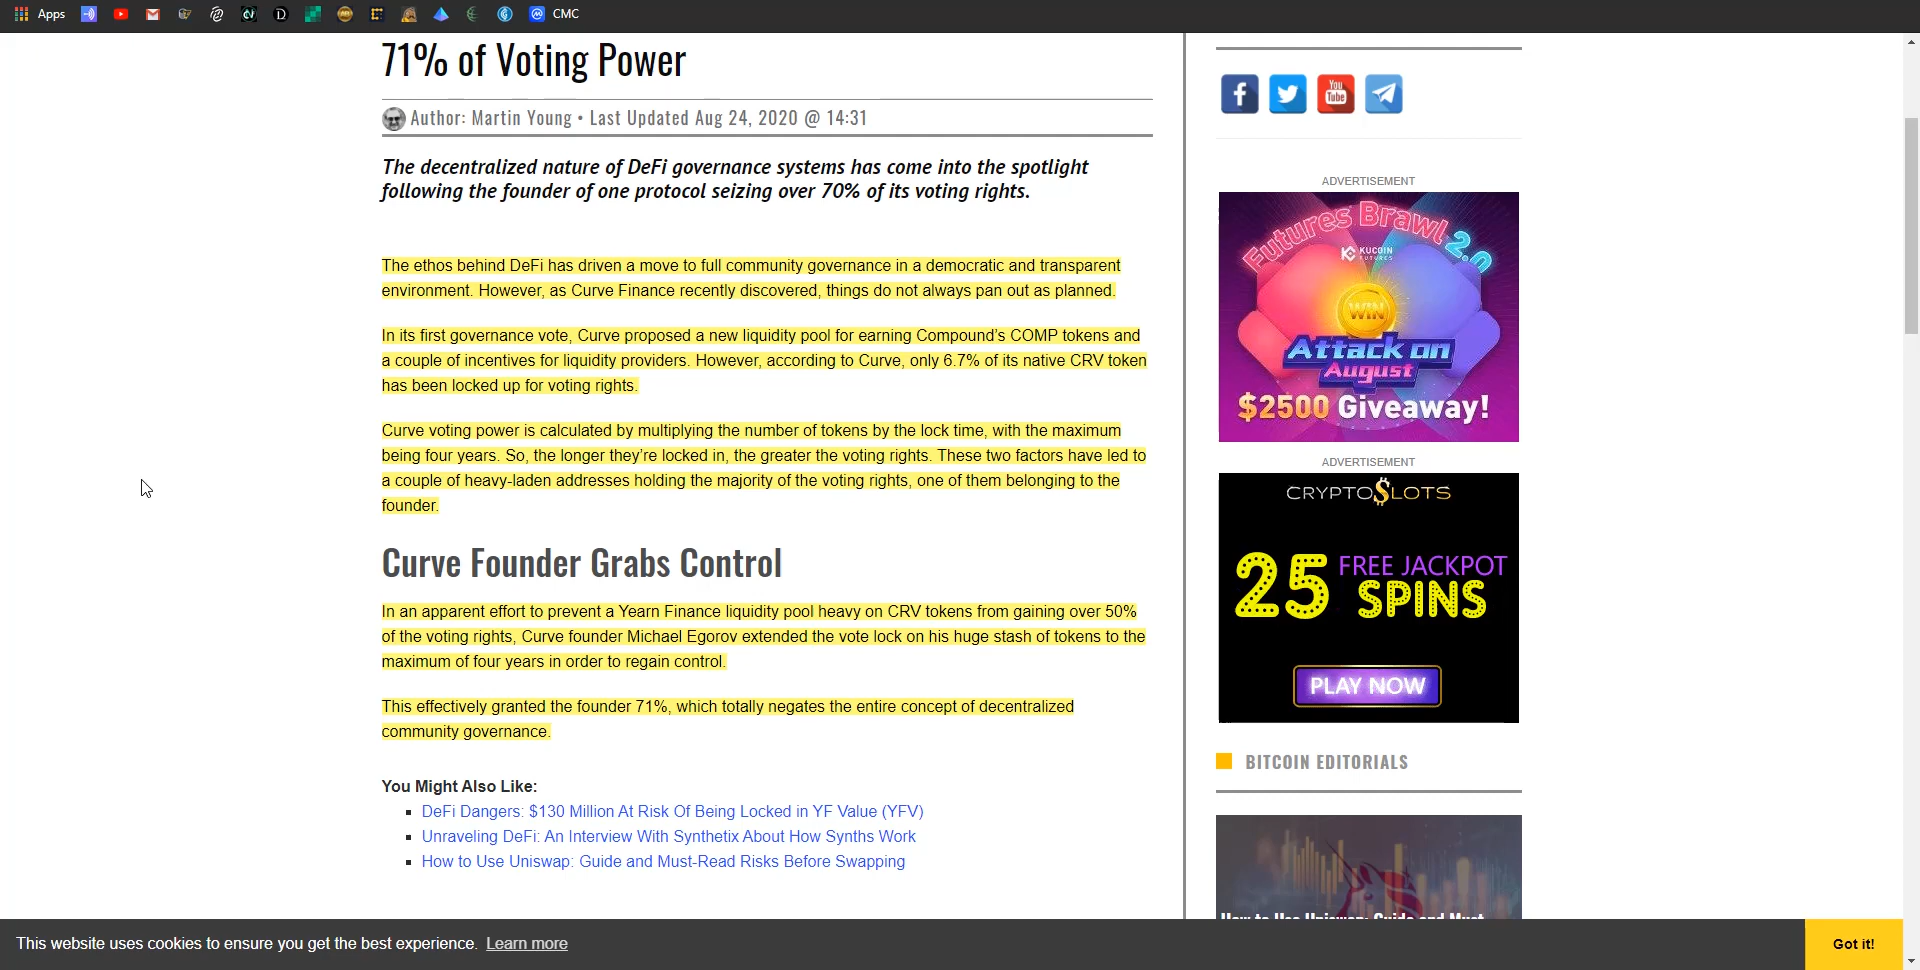 Apps
CMC
71% of Voting Power
Author: Martin Young • Last Updated Aug 24, 2020 @ 14:31
The decentralized nature of DeFi governance systems has come into the spotlight
following the founder of one protocol seizing over 70% of its voting rights.
The ethos behind DeFi has driven a move to full community governance in a democratic and transparent
environment. However, as Curve Finance recently discovered, things do not always pan out as planned.
In its first governance vote, Curve proposed a new liquidity pool for earning Compound's COMP tokens and
a couple of incentives for liquidity providers. However, according to Curve, only 6.7% of its native CRV token
has been locked up for voting rights.
Curve voting power is calculated by multiplying the number of tokens by the lock time, with the maximum
being four years. So, the longer they're locked in, the greater the voting rights. These two factors have led to
a couple of heavy-laden addresses holding the majority of the voting rights, one of them belonging to the
founder.
Curve Founder Grabs Control
In an apparent effort to prevent a Yearn Finance liquidity pool heavy on CRV tokens from gaining over 50%
of the voting rights, Curve founder Michael Egorov extended the vote lock on his huge stash of tokens to the
maximum of four years in order to regain control.
This effectively granted the founder 71%, which totally negates the entire concept of decentralized
community governance.
You Might Also Like:
DeFi Dangers: $130 Million At Risk Of Being Locked in YF Value (YFV)
Unraveling DeFi: An Interview With Synthetix About How Synths Work
How to Use Uniswap: Guide and Must-Read Risks Before Swapping
You
Tube
ADVERTISEMENT
Futures Brawl 2.0
KUCOIN
FUTURES
WIN
Attack on
August
$2500 Giveaway!
ADVERTISEMENT
CRYPTO$LOTS
25 FREE JACKPOT
SPINS
PLAY NOW
BITCOIN EDITORIALS
How to Use Uniswap: Guide and Must
This website uses cookies to ensure you get the best experience. Learn more
Got it!